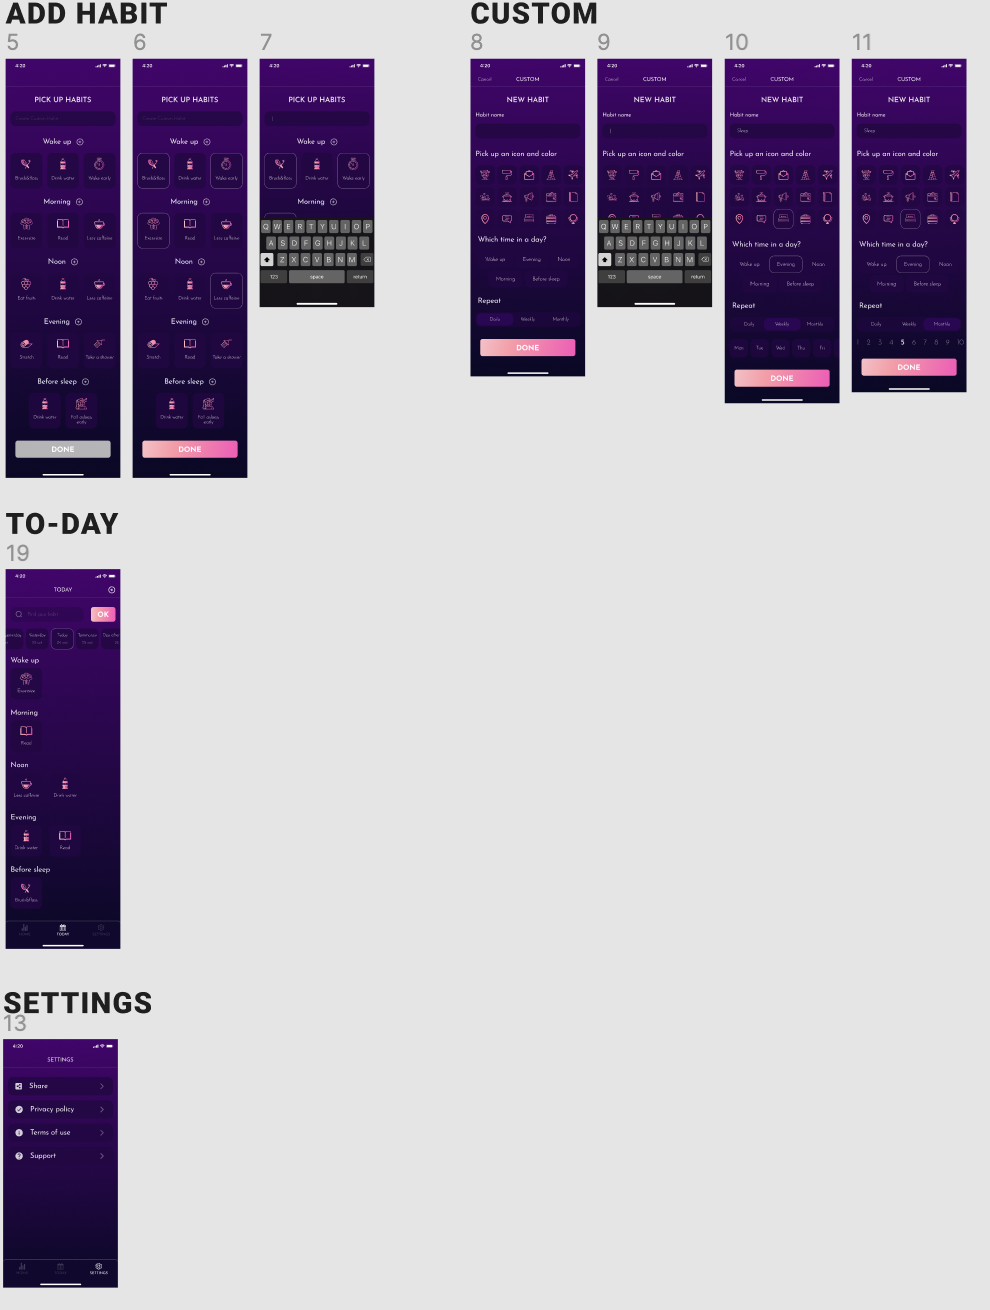 ADD HABIT
5
4:20
PICK UP HABITS
Wake up
Brush&floss Drink water Wake early
Morning
Exercise Read Less caffeine
Noon
Eat fruit Drink water Less caffeine
Evening
Stretch Read Take a shower
Before sleep
Drink water Put aslpep early
DONE
6
4:20
PICK UP HABITS
Wake up
Brush&floss Drink water Wake early
Morning
Exercise Read Less caffeine
Noon
Eat fruit Drink water Less caffeine
Evening
Stretch Read Take a shower
Before sleep
Drink water
DONE
7
4:20
PICK UP HABITS
Wake up
Brush&floss Drink water Wake early
Morning
Q W E R T Y U I O P
A S D F G H J K L
Z X C V B N M
123 space return
CUSTOM
8
4:20
Cancel CUSTOM
NEW HABIT
Habit name
Pick up an icon and color
Which time in a day?
Wake up Evening Noon
Morning Before sleep
Repeat
Daily Weekly Monthly
DONE
9
4:20
Cancel CUSTOM
NEW HABIT
Habit name
Pick up an icon and color
Q W E R T Y U I O P
A S D F G H J K L
Z X C V B N M
123 space return
10
4:20
Cancel CUSTOM
NEW HABIT
Habit name
Sleep
Pick up an icon and color
Which time in a day?
Wake up Evening Noon
Morning Before sleep
Repeat
Daily Weekly Monthly
Mon Tue Wed Thu Fri
DONE
11
4:20
Cancel CUSTOM
NEW HABIT
Habit name
Sleep
Pick up an icon and color
Which time in a day?
Wake up Evening Noon
Morning Before sleep
Repeat
Daily Weekly Monthly
1 2 3 4 5 6 7 8 9 10
DONE
TO-DAY
19
4:20
TODAY
OK
Yesterday Today Tomorrow
Wake up
Exercise
Morning
Read
Noon
Less caffeine Drink water
Evening
Drink water Read
Before sleep
Brush&floss
HOME TODAY SETTINGS
SETTINGS
13
4:20
SETTINGS
Share
Privacy policy
Terms of use
Support
HOME TODAY SETTINGS